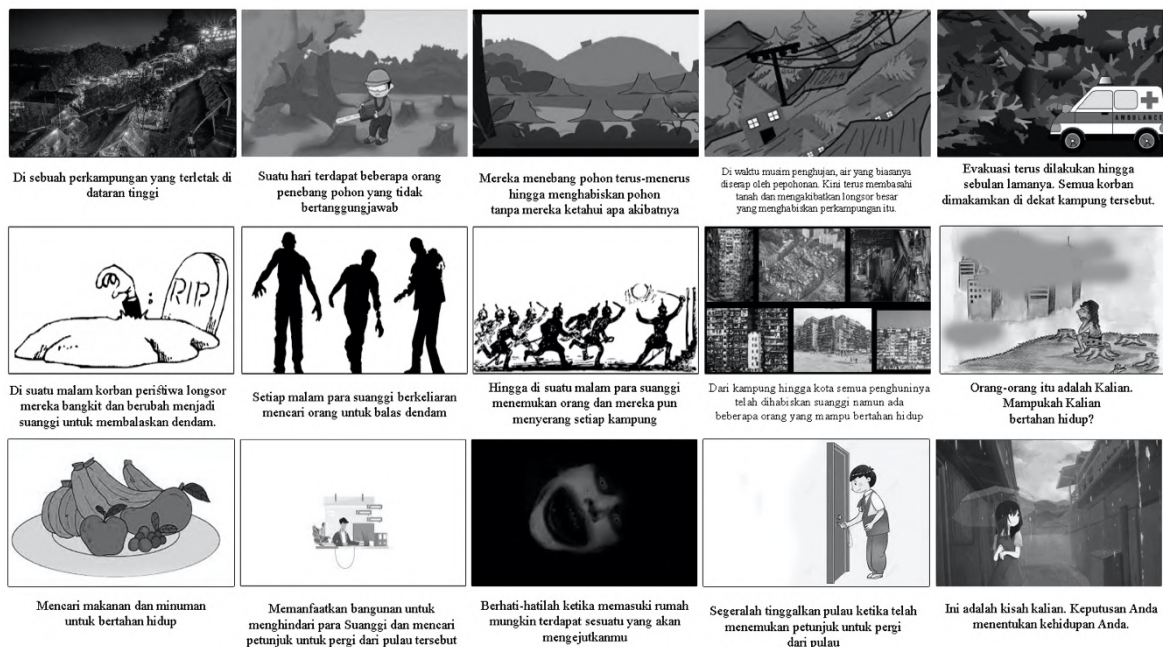 Di sebuah perkampungan yang terletak di
dataran tinggi
Suatu hari terdapat beberapa orang
penebang pohon yang tidak
bertanggungjawab
Mereka menebang pohon terus-menerus
hingga menghabiskan pohon
tanpa mereka ketahui apa akibatnya
Di waktu musim penghujan, air yang biasanya
diserap oleh pepohonan. Kini terus membasahi
tanah dan mengakibatkan longsor besar
yang menghabiskan perkampungan itu.
AMBULANCE
Evakuasi terus dilakukan hingga
sebulan lamanya. Semua korban
dimakamkan di dekat kampung tersebut.
RIP
Di suatu malam korban peristiwa longsor
mereka bangkit dan berubah menjadi
suanggi untuk membalaskan dendam.
Setiap malam para suanggi berkeliaran
mencari orang untuk balas dendam
Hingga di suatu malam para suanggi
menemukan orang dan mereka pun
menyerang setiap kampung
Dari kampung hingga kota semua penghuninya
telah dihabiskan suanggi namun ada
beberapa orang yang mampu bertahan hidup
Orang-orang itu adalah Kalian.
Mampukah Kalian
bertahan hidup?
Mencari makanan dan minuman
untuk bertahan hidup
Memanfaatkan bangunan untuk
menghindari para Suanggi dan mencari
petunjuk untuk pergi dari pulau tersebut
Berhati-hatilah ketika memasuki rumah
mungkin terdapat sesuatu yang akan
mengejutkanmu
Segeralah tinggalkan pulau ketika telah
menemukan petunjuk untuk pergi
dari pulau
Ini adalah kisah kalian. Keputusan Anda
menentukan kehidupan Anda.